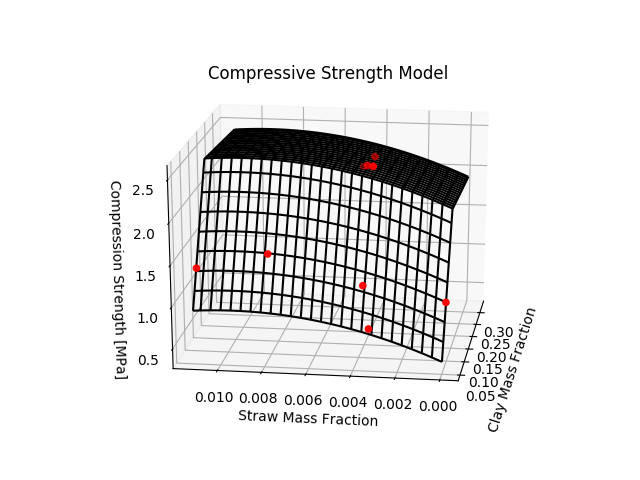 Compressive Strength Model
Compression Strength [MPa]
2.5
2.0
1.5
1.0
0.5
0.010 0.008 0.006 0.004 0.002 0.000
Straw Mass Fraction
0.30
0.25
0.20
0.15
0.10
0.05
Clay Mass Fraction